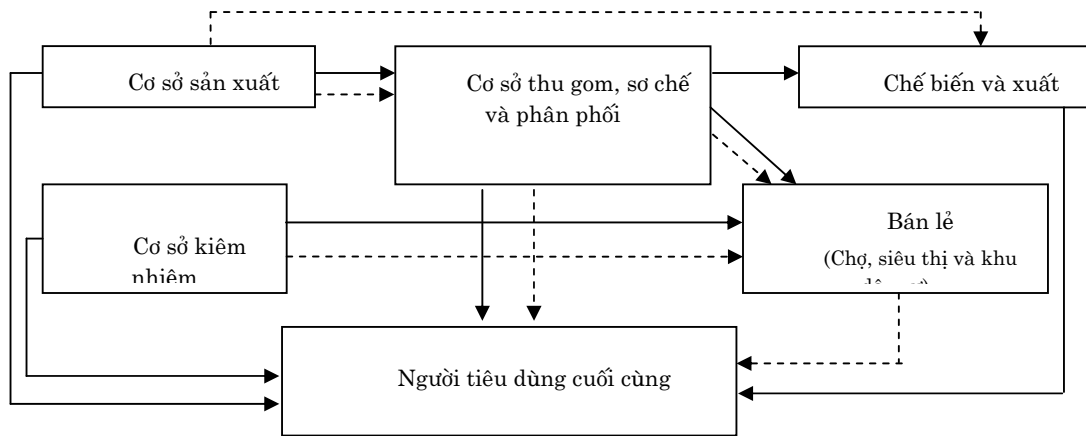 Cơ sở sản xuất
Cơ sở thu gom, sơ chế
và phân phối
Chế biến và xuất
Cơ sở kiêm
nhiệm
Bán lẻ
(Chợ, siêu thị và khu
Người tiêu dùng cuối cùng